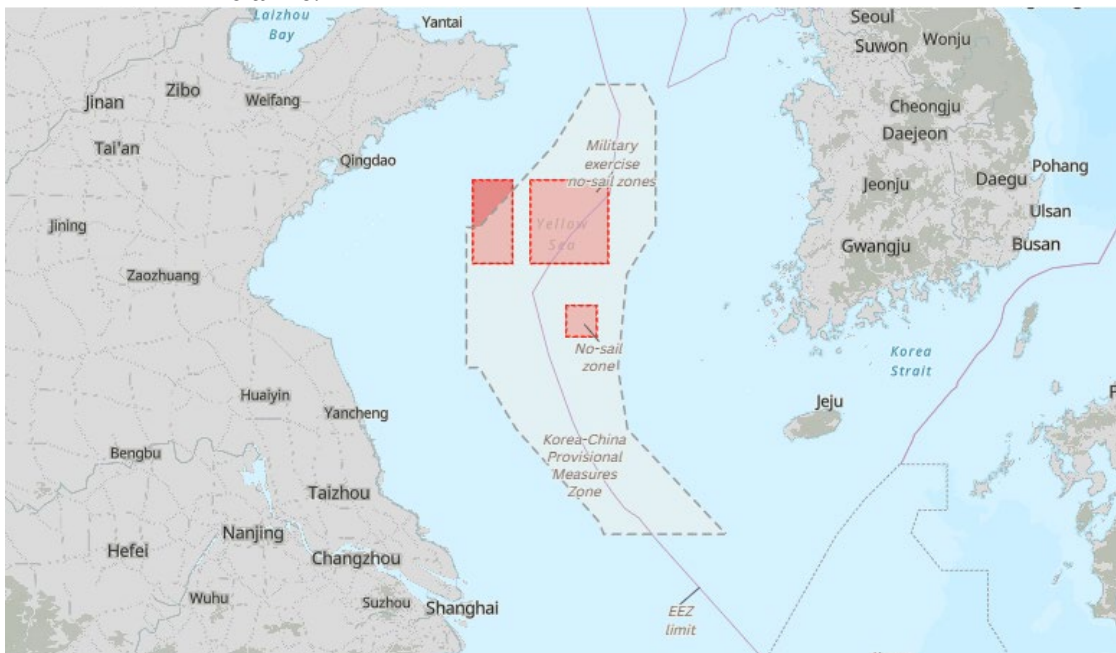 Laizhou
Bay
Yantai
Seoul
Suwon
Wonju
Jinan
Zibo
Weifang
Cheongju
Daejeon
Tai'an
Qingdao
Military
exercise
no-sail zones
Pohang
Jeonju
Daegu
Ulsan
Jining
Yellow
Sea
Gwangju
Busan
Zaozhuang
No-sail
zone
Korea
Strait
Huaiyin
Yancheng
Jeju
Bengbu
Korea-China
Provisional
Measures
Zone
Taizhou
Nanjing
Hefei
Changzhou
Wuhu
Suzhou
Shanghai
EEZ
limit